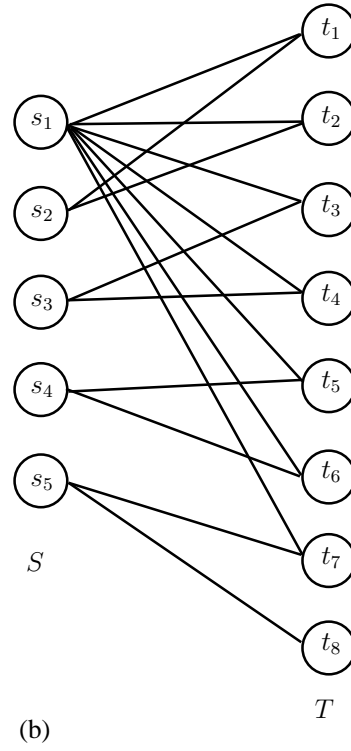 t₁
s₁
t₂
s₂
t₃
s₃
t₄
s₄
t₅
s₅
t₆
S
t₇
t₈
T
(b)